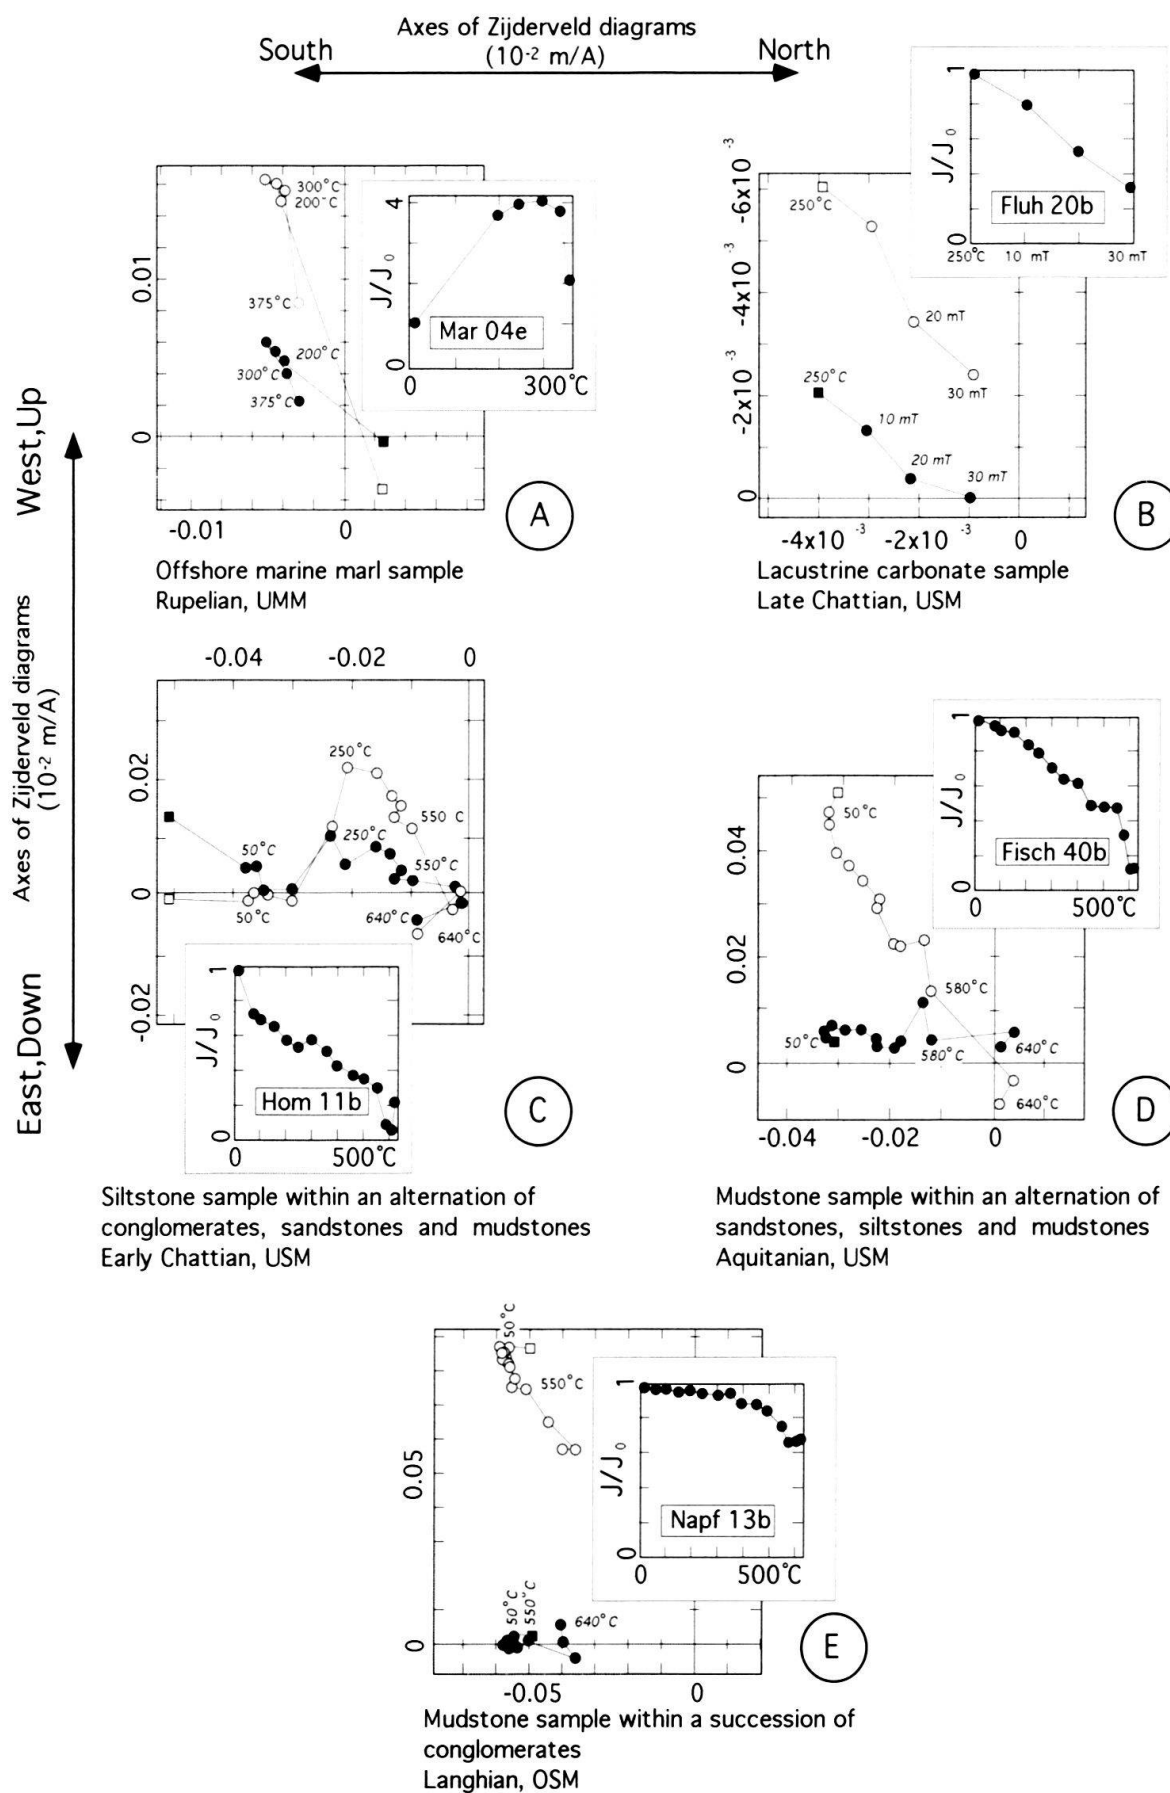 Axes of Zijderveld diagrams
(10-2 m/A)
South
North
West,Up
East,Down
Axes of Zijderveld diagrams
(10-2 m/A)
300°C
200°C
375°C
200°C
300°C
375°C
0.01
0
-0.01
0
4
0
J/J0
Mar 04e
0
300°C
A
Offshore marine marl sample
Rupelian, UMM
1
0
J/J0
Fluh 20b
250°C
10 mT
30 mT
-6x10 -3
-4x10 -3
-2x10 -3
0
250°C
20 mT
30 mT
250°C
10 mT
20 mT
30 mT
-4x10 -3
-2x10 -3
0
B
Lacustrine carbonate sample
Late Chattian, USM
-0.04
-0.02
0
0.02
0
-0.02
250°C
550 C
50°C
250°C
550°C
50°C
640°C
640°C
1
0
J/J0
Hom 11b
0
500°C
C
Siltstone sample within an alternation of
conglomerates, sandstones and mudstones
Early Chattian, USM
1
0
J/J0
Fisch 40b
0
500°C
0.04
0.02
0
50°C
580°C
50°C
580°C
640°C
640°C
-0.04
-0.02
0
D
Mudstone sample within an alternation of
sandstones, siltstones and mudstones
Aquitanian, USM
50°C
550°C
0.05
0
50°C
550°C
640°C
1
0
J/J0
Napf 13b
0
500°C
-0.05
0
E
Mudstone sample within a succession of
conglomerates
Langhian, OSM